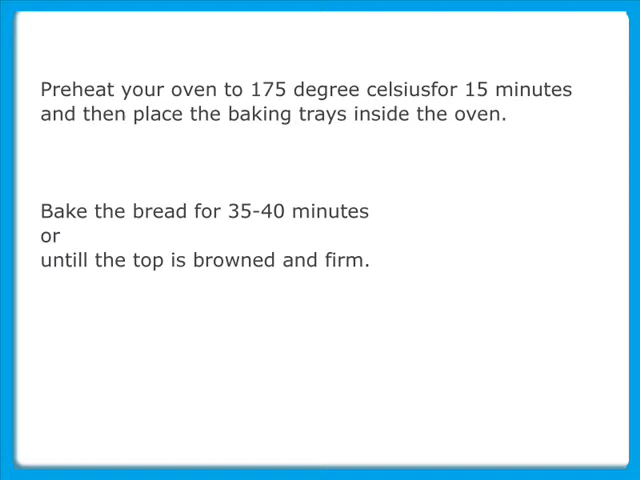 Preheat your oven to 175 degree celsiusfor 15 minutes
and then place the baking trays inside the oven.
Bake the bread for 35-40 minutes
or
untill the top is browned and firm.